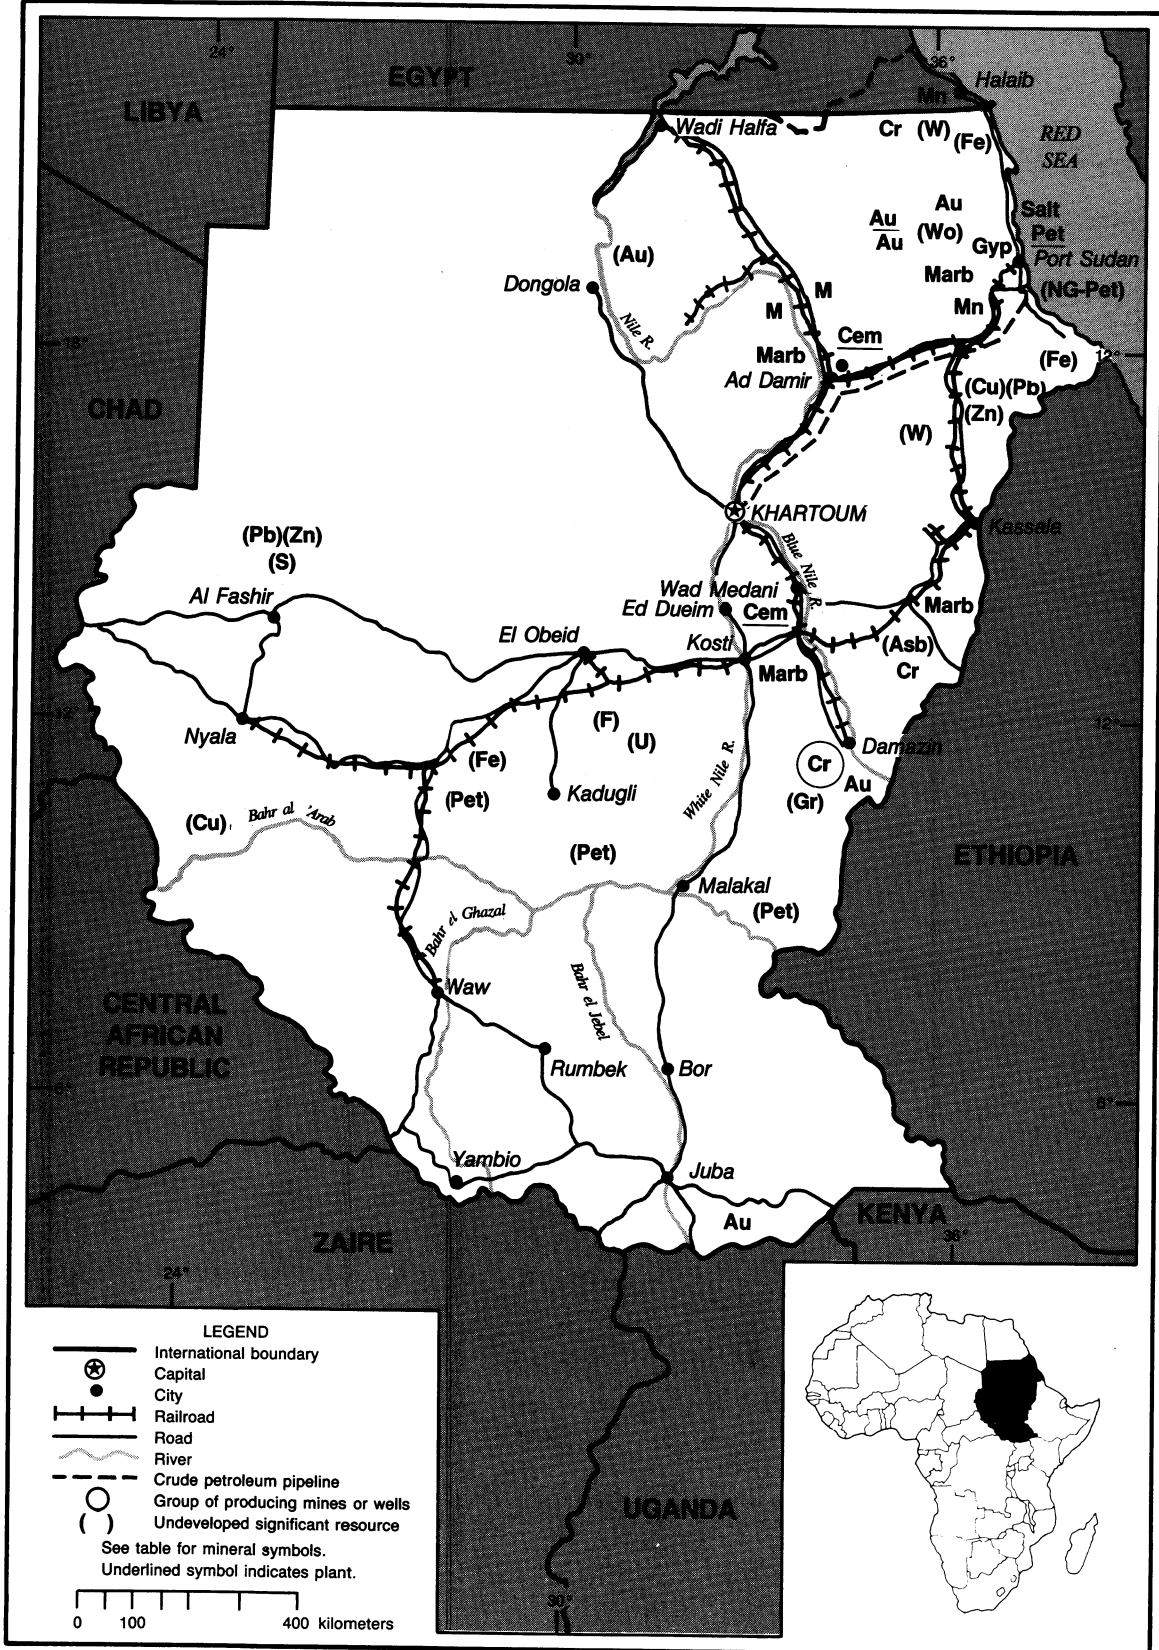 24°
30°
36°
EGYPT
LIBYA
Halaib
Mn
Wadi Halfa
Cr (W) (Fe)
RED
SEA
Au
Au
Au
(Wo)
Salt
Pet
Gyp
Port Sudan
(Au)
Marb
(NG-Pet)
Dongola
M
M
Mn
Nile R.
18°
Cem
Marb
Ad Damir
12°
(Fe)
CHAD
(Cu)(Pb)
(Zn)
(W)
KHARTOUM
Kassala
(Pb)(Zn)
(S)
Blue Nile R.
Al Fashir
Wad Medani
Ed Dueim
Cem
Marb
El Obeid
Kosti
(Asb)
Cr
Marb
12°
12°
(F)
(U)
Nyala
(Fe)
White Nile R.
Damazin
Cr
Au
(Pet)
Kadugli
(Gr)
(Cu)
Bahr al 'Arab
(Pet)
ETHIOPIA
Malakal
(Pet)
Bahr el Ghazal
Bahr el Jebel
Waw
CENTRAL
AFRICAN
REPUBLIC
Rumbek
Bor
6°
6°
Yambio
Juba
Au
KENYA
ZAIRE
36°
24°
LEGEND
International boundary
Capital
City
Railroad
Road
River
Crude petroleum pipeline
Group of producing mines or wells
( ) Undeveloped significant resource
See table for mineral symbols.
Underlined symbol indicates plant.
0 100 400 kilometers
UGANDA
30°